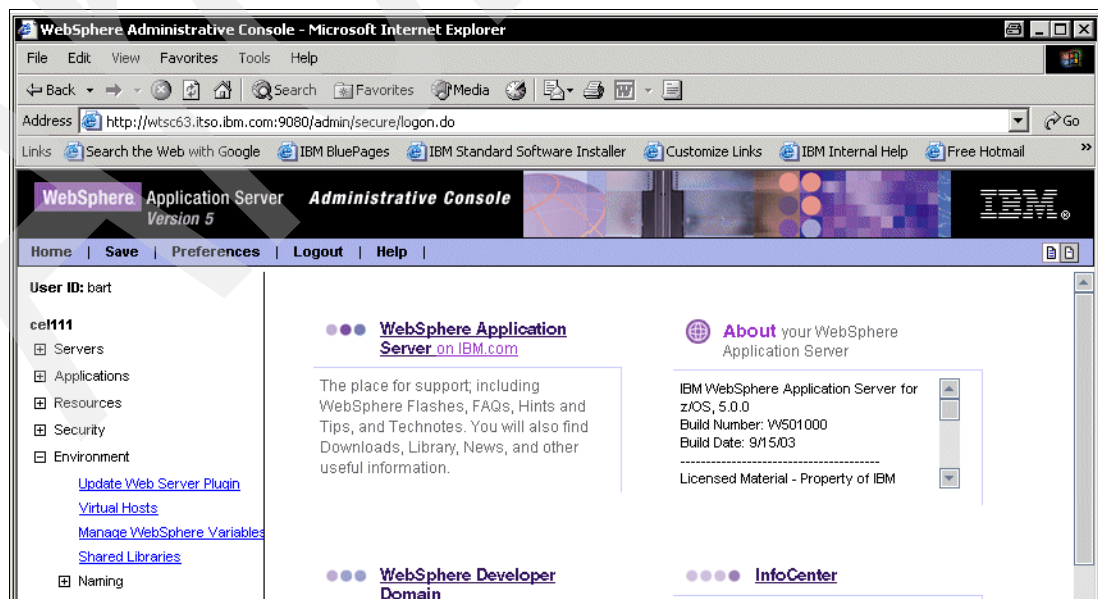 WebSphere Administrative Console - Microsoft Internet Explorer
File Edit View Favorites Tools Help
Back Search Favorites Media
Address http://wtsc63.itso.ibm.com:9080/admin/secure/logon.do Go
Links Search the Web with Google IBM BluePages IBM Standard Software Installer Customize Links IBM Internal Help Free Hotmail »
WebSphere Application Server Administrative Console
Version 5
IBM®
Home | Save | Preferences | Logout | Help |
User ID: bart
cel111
Servers
Applications
Resources
Security
Environment
Update Web Server Plugin
Virtual Hosts
Manage WebSphere Variables
Shared Libraries
Naming
WebSphere Application
Server on IBM.com
The place for support; including
WebSphere Flashes, FAQs, Hints and
Tips, and Technotes. You will also find
Downloads, Library, News, and other
useful information.
About your WebSphere
Application Server
IBM WebSphere Application Server for
z/OS, 5.0.0
Build Number: W501000
Build Date: 9/15/03
----------------------------------------
Licensed Material - Property of IBM
WebSphere Developer
Domain
InfoCenter